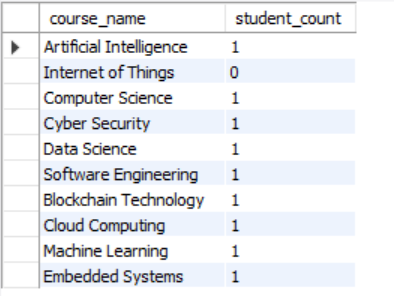 course_name student_count
Artificial Intelligence 1
Internet of Things 0
Computer Science 1
Cyber Security 1
Data Science 1
Software Engineering 1
Blockchain Technology 1
Cloud Computing 1
Machine Learning 1
Embedded Systems 1